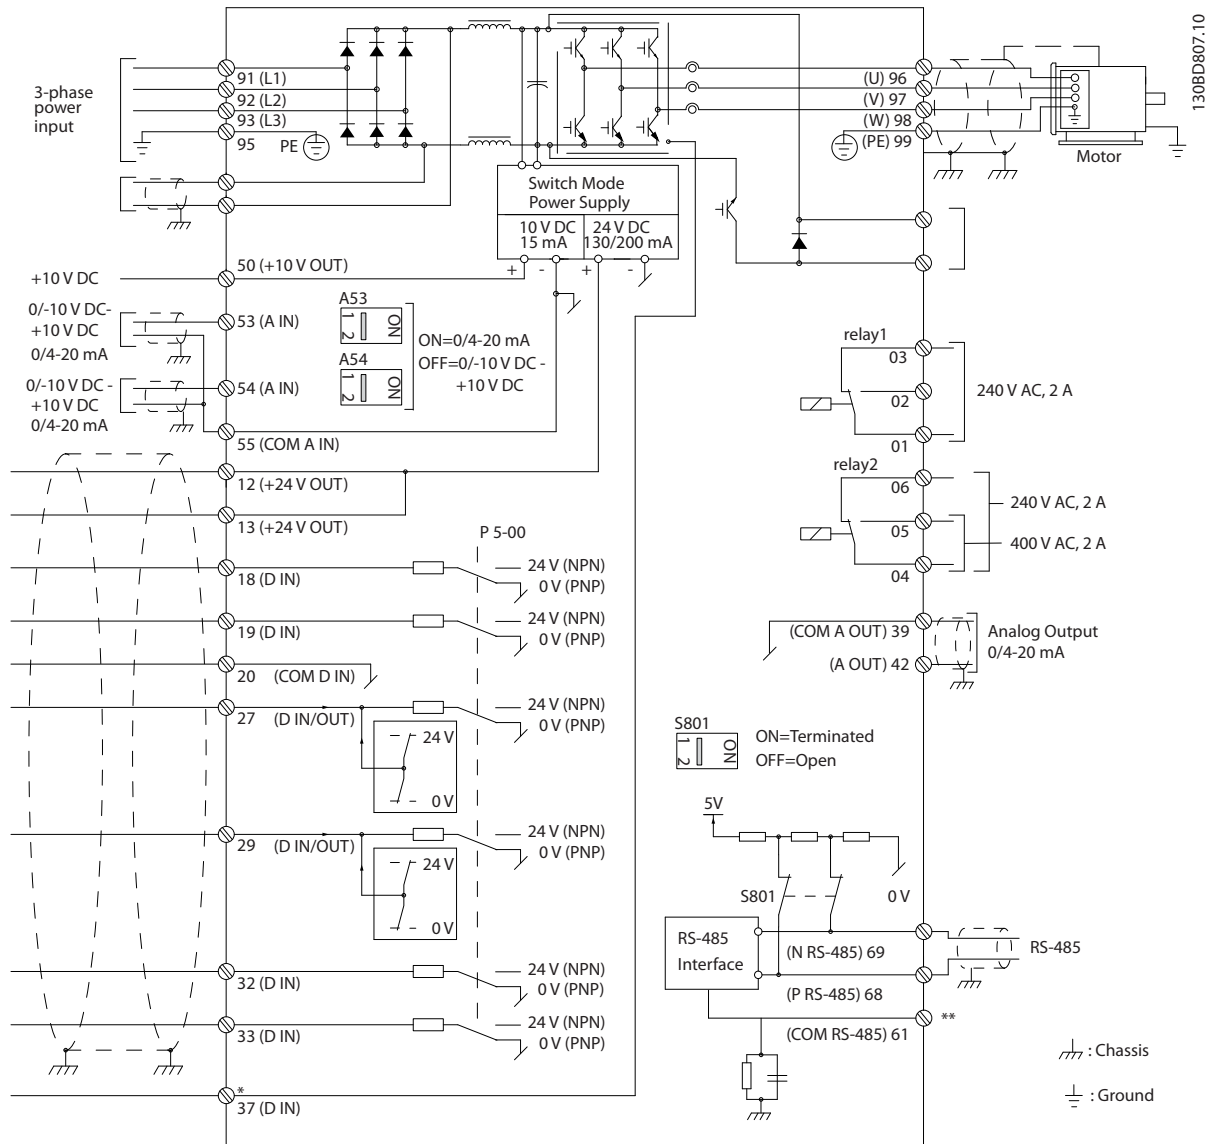 130BD807.10
3-phase
power
input
91 (L1)
92 (L2)
93 (L3)
95
PE
(U) 96
(V) 97
(W) 98
(PE) 99
Motor
Switch Mode
Power Supply
10 V DC
15 mA
24 V DC
130/200 mA
+ - + -
+10 V DC
50 (+10 V OUT)
0/-10 V DC-
+10 V DC
0/4-20 mA
53 (A IN)
0/-10 V DC -
+10 V DC
0/4-20 mA
54 (A IN)
55 (COM A IN)
A53
1 2 ON
A54
1 2 ON
ON=0/4-20 mA
OFF=0/-10 V DC -
+10 V DC
12 (+24 V OUT)
13 (+24 V OUT)
P 5-00
18 (D IN)
24 V (NPN)
0 V (PNP)
19 (D IN)
24 V (NPN)
0 V (PNP)
20 (COM D IN)
27 (D IN/OUT)
24 V (NPN)
0 V (PNP)
24 V
0 V
29 (D IN/OUT)
24 V (NPN)
0 V (PNP)
24 V
0 V
32 (D IN)
24 V (NPN)
0 V (PNP)
33 (D IN)
24 V (NPN)
0 V (PNP)
*
37 (D IN)
relay1
03
02
01
240 V AC, 2 A
relay2
06
05
04
240 V AC, 2 A
400 V AC, 2 A
(COM A OUT) 39
(A OUT) 42
Analog Output
0/4-20 mA
S801
1 2 ON
ON=Terminated
OFF=Open
5V
S801
0 V
RS-485
Interface
(N RS-485) 69
(P RS-485) 68
(COM RS-485) 61
RS-485
**
: Chassis
: Ground